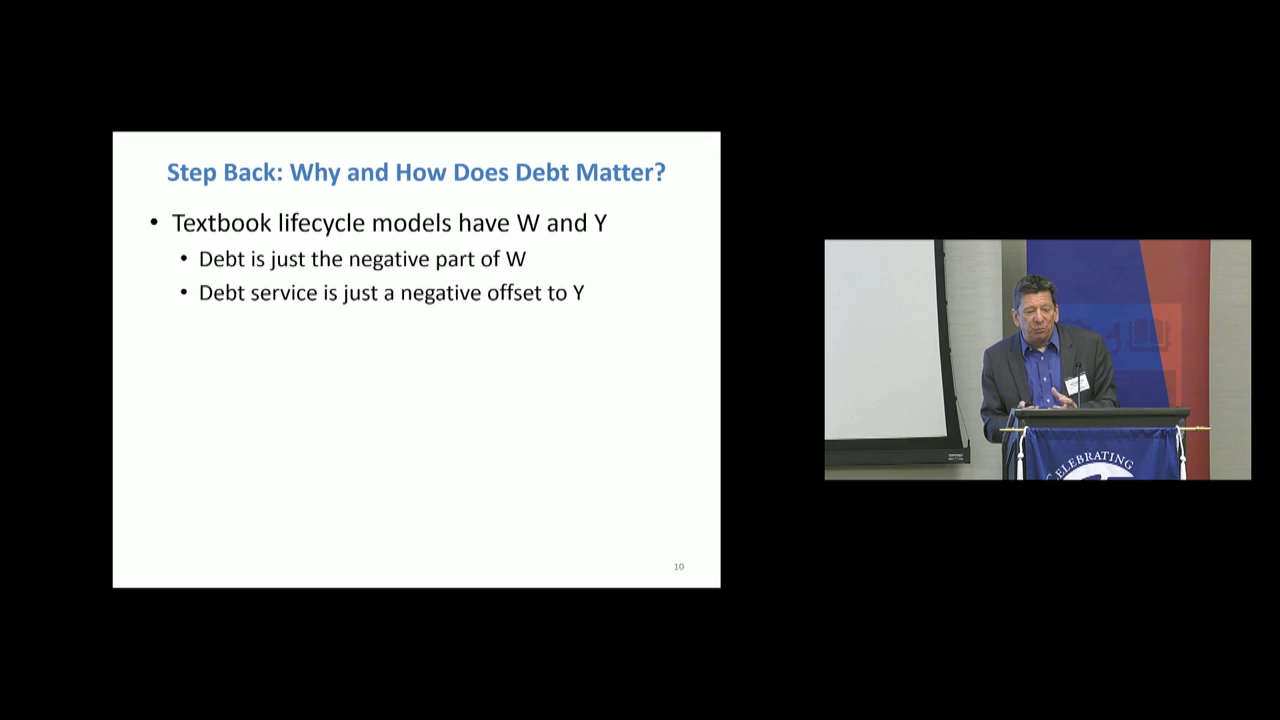 Step Back: Why and How Does Debt Matter?
• Textbook lifecycle models have W and Y
• Debt is just the negative part of W
• Debt service is just a negative offset to Y
10
CELEBRATING